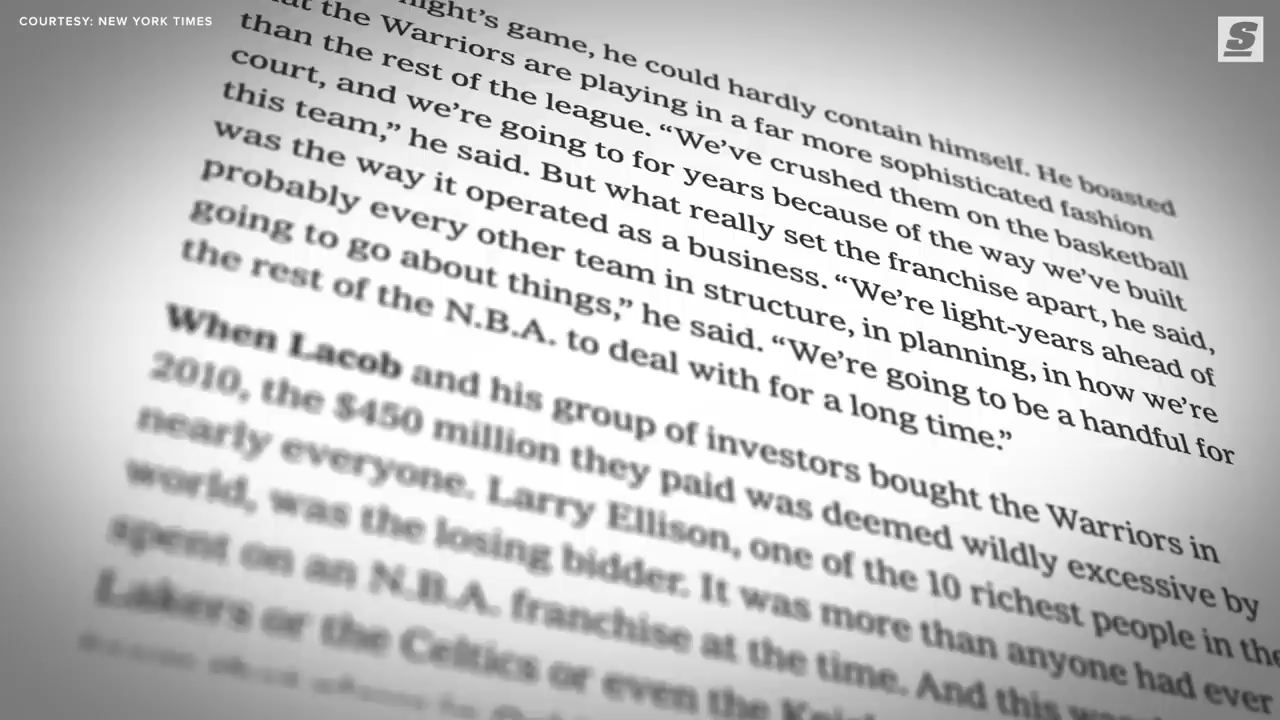 COURTESY: NEW YORK TIMES
S
night's game, he could hardly contain himself. He boasted
the Warriors are playing in a far more sophisticated fashion
than the rest of the league. “We’ve crushed them on the basketball
court, and we’re going to for years because of the way we’ve built
this team,” he said. But what really set the franchise apart, he said,
was the way it operated as a business. “We’re light-years ahead of
probably every other team in structure, in planning, in how we’re
going to go about things,” he said. “We’re going to be a handful for
the rest of the N.B.A. to deal with for a long time.”
When Lacob and his group of investors bought the Warriors in
2010, the $450 million they paid was deemed wildly excessive by
nearly everyone. Larry Ellison, one of the 10 richest people in the
world, was the losing bidder. It was more than anyone had ever
spent on an N.B.A. franchise at the time. And this
Lakers or the Celtics or even the